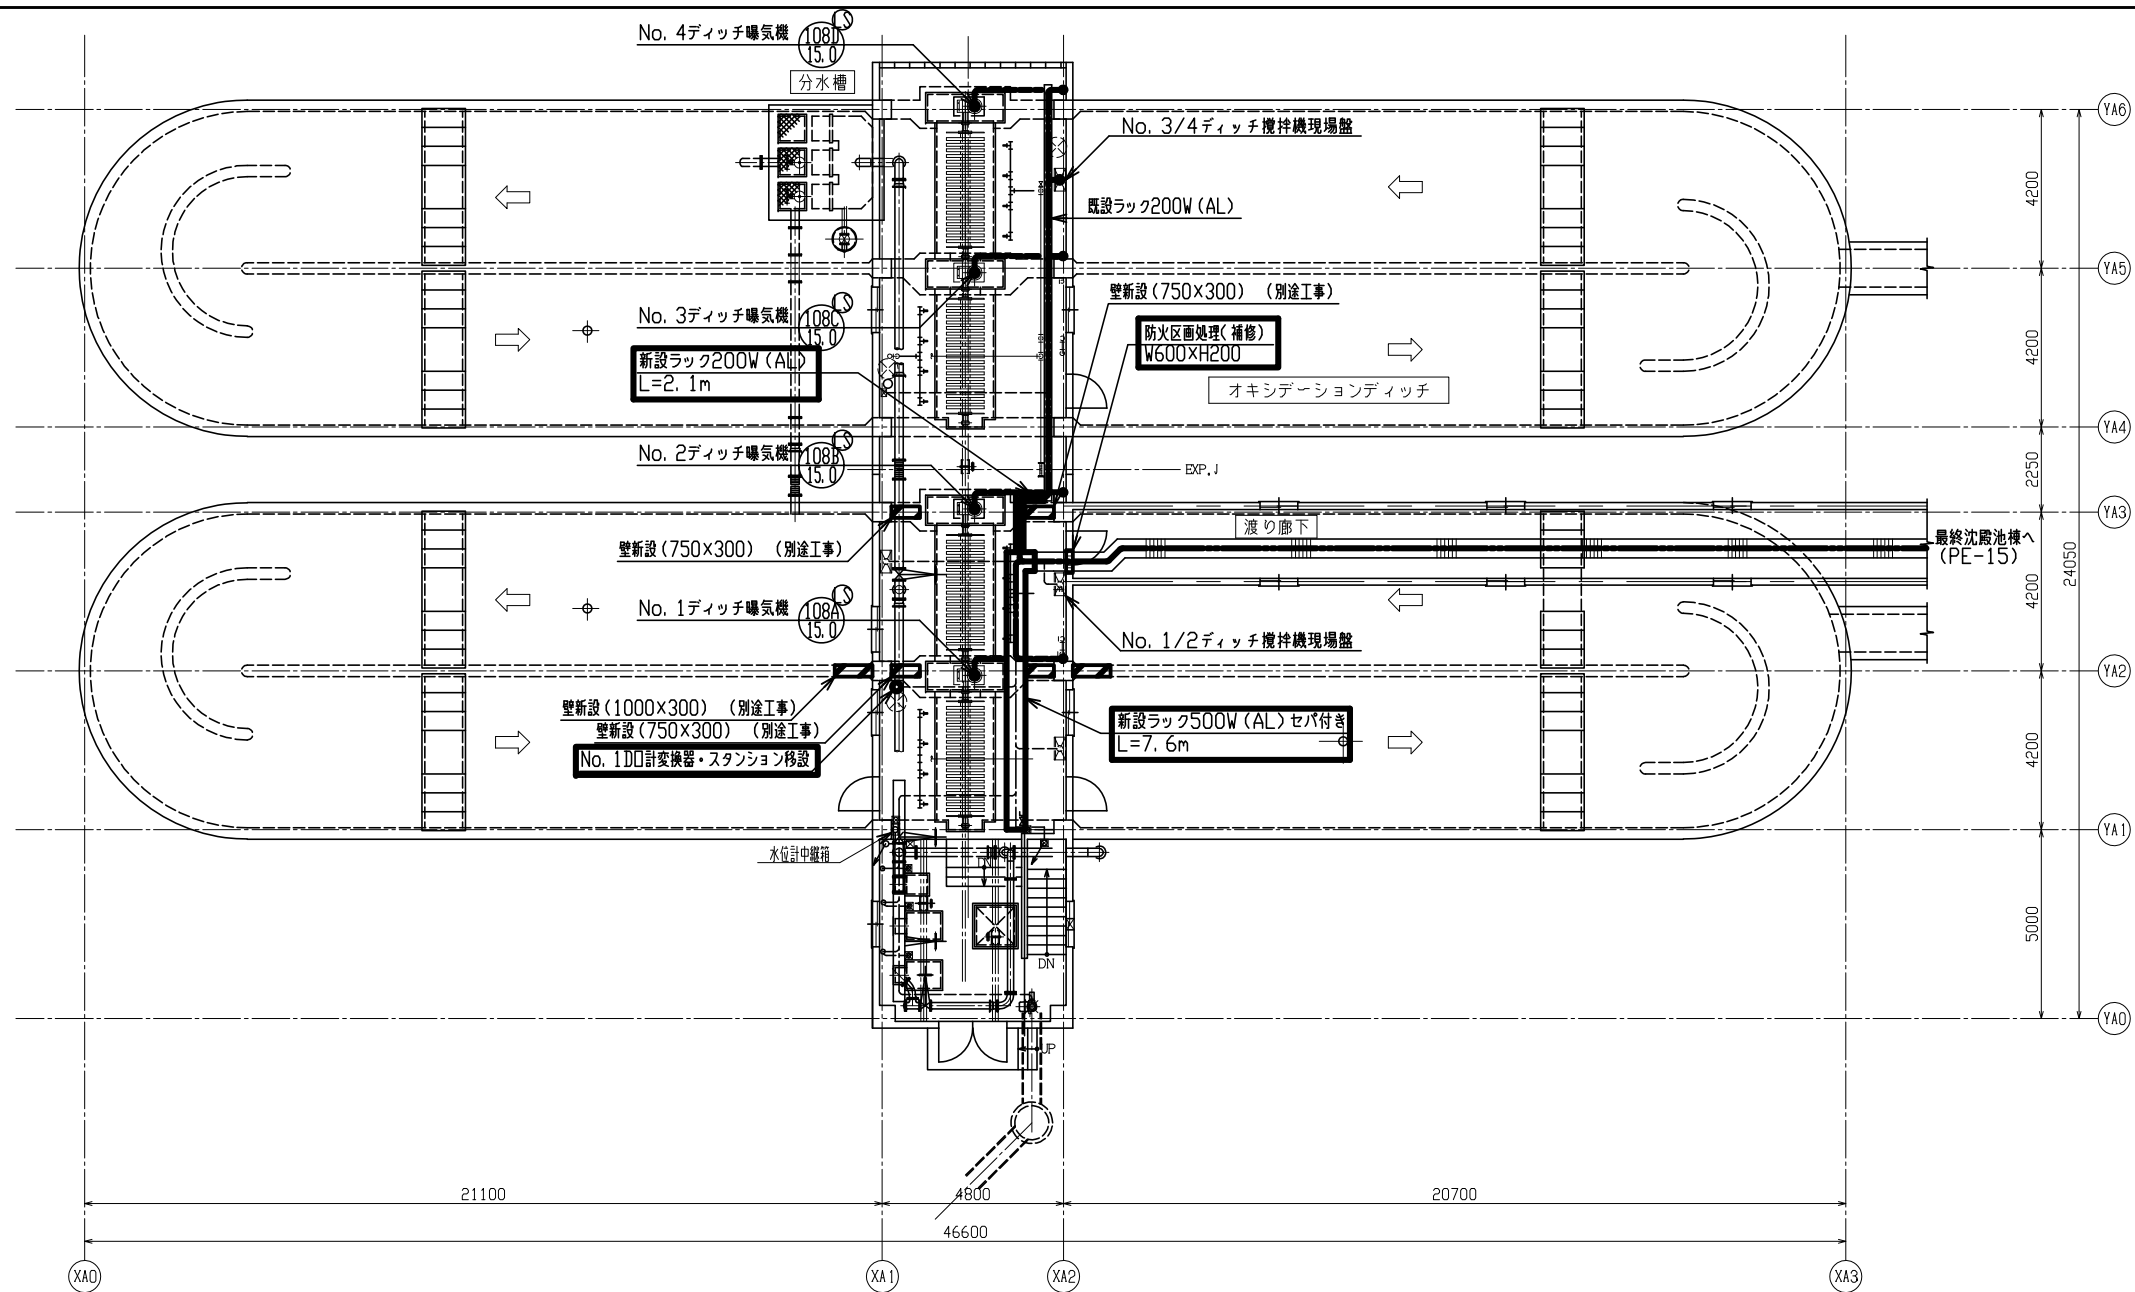 No. 4ディッチ曝気機
LS
108D
15.0
分水槽
No. 3/4ディッチ撹拌機現場盤
既設ラック200W(AL)
壁新設(750×300) (別途工事)
防火区画処理(補修)
W600×H200
オキシデーションディッチ
No. 3ディッチ曝気機
LS
108C
15.0
新設ラック200W(AL)
L=2.1m
No. 2ディッチ曝気機
LS
108B
15.0
EXP.J
渡り廊下
最終沈殿池棟へ
(PE-15)
壁新設(750×300) (別途工事)
No. 1ディッチ曝気機
LS
108A
15.0
No. 1/2ディッチ撹拌機現場盤
壁新設(1000×300) (別途工事)
壁新設(750×300) (別途工事)
No. 1DO計変換器・スタンション移設
新設ラック500W(AL)セパ付き
L=7.6m
水位計中継箱
DN
DN
UP
YA6
4200
YA5
4200
YA4
2250
YA3
4200
24050
YA2
4200
YA1
5000
YA0
21100
4800
20700
46600
XA0
XA1
XA2
XA3